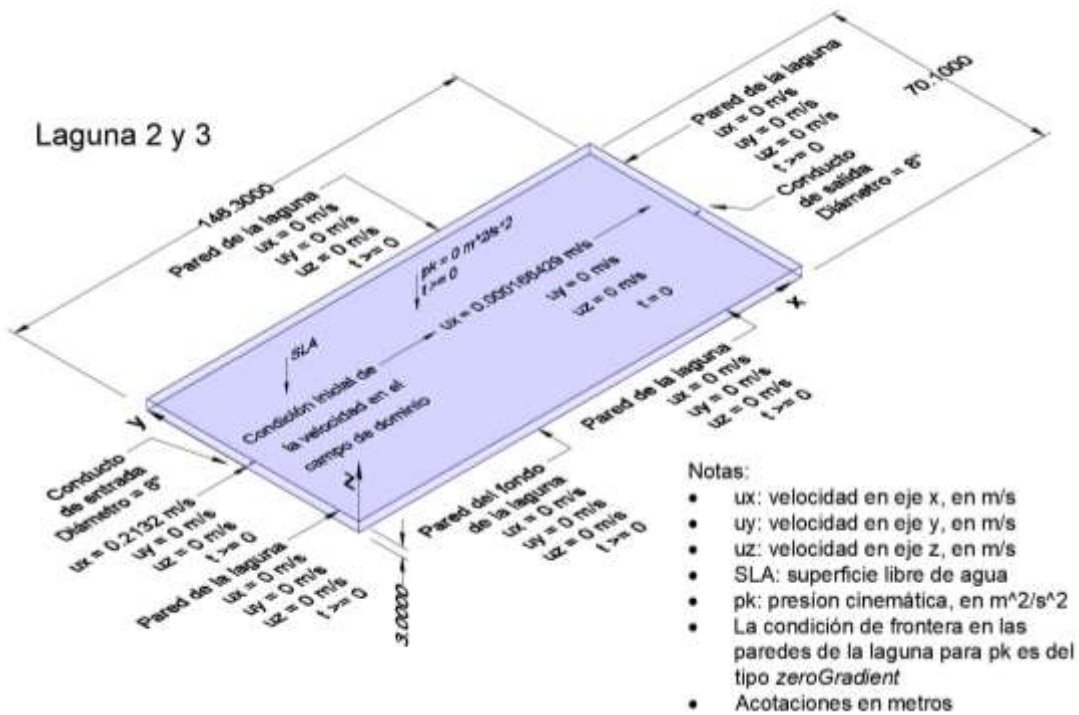 Laguna 2 y 3
148.3000
70.1000
Pared de la laguna
ux = 0 m/s
uy = 0 m/s
uz = 0 m/s
t >= 0
Pared de la laguna
ux = 0 m/s
uy = 0 m/s
uz = 0 m/s
t >= 0
Conducto
de salida
Diámetro = 8"
pk = 0 m^2/s^2
t >= 0
ux = 0.000166429 m/s
uy = 0 m/s
uz = 0 m/s
t = 0
SLA
Condición inicial de
la velocidad en el
campo de dominio
x
y
z
Pared de la laguna
ux = 0 m/s
uy = 0 m/s
uz = 0 m/s
t >= 0
Pared del fondo
de la laguna
ux = 0 m/s
uy = 0 m/s
uz = 0 m/s
t >= 0
Conducto
de entrada
Diámetro = 8"
ux = 0.2132 m/s
uy = 0 m/s
uz = 0 m/s
t >= 0
Pared de la laguna
ux = 0 m/s
uy = 0 m/s
uz = 0 m/s
t >= 0
3.0000
Notas:
• ux: velocidad en eje x, en m/s
• uy: velocidad en eje y, en m/s
• uz: velocidad en eje z, en m/s
• SLA: superficie libre de agua
• pk: presíon cinemática, en m^2/s^2
• La condición de frontera en las
paredes de la laguna para pk es del
tipo zeroGradient
• Acotaciones en metros